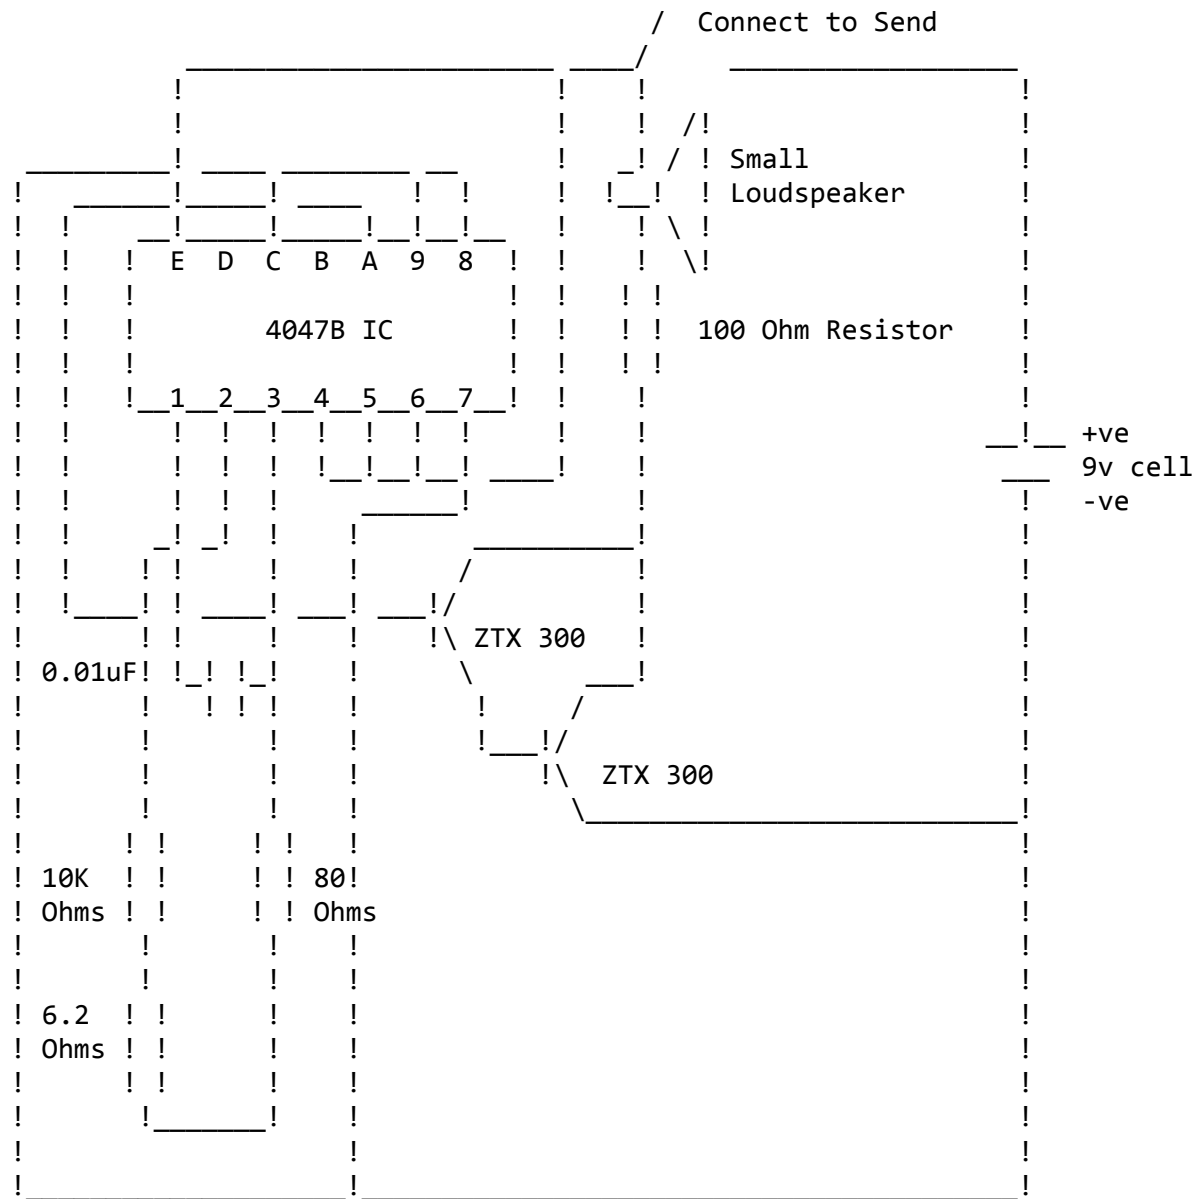 Connect to Send
Small
Loudspeaker
E D C B A 9 8
4047B IC
100 Ohm Resistor
1 2 3 4 5 6 7
+ve
9v cell
-ve
ZTX 300
0.01uF
ZTX 300
10K 80
Ohms Ohms
6.2
Ohms